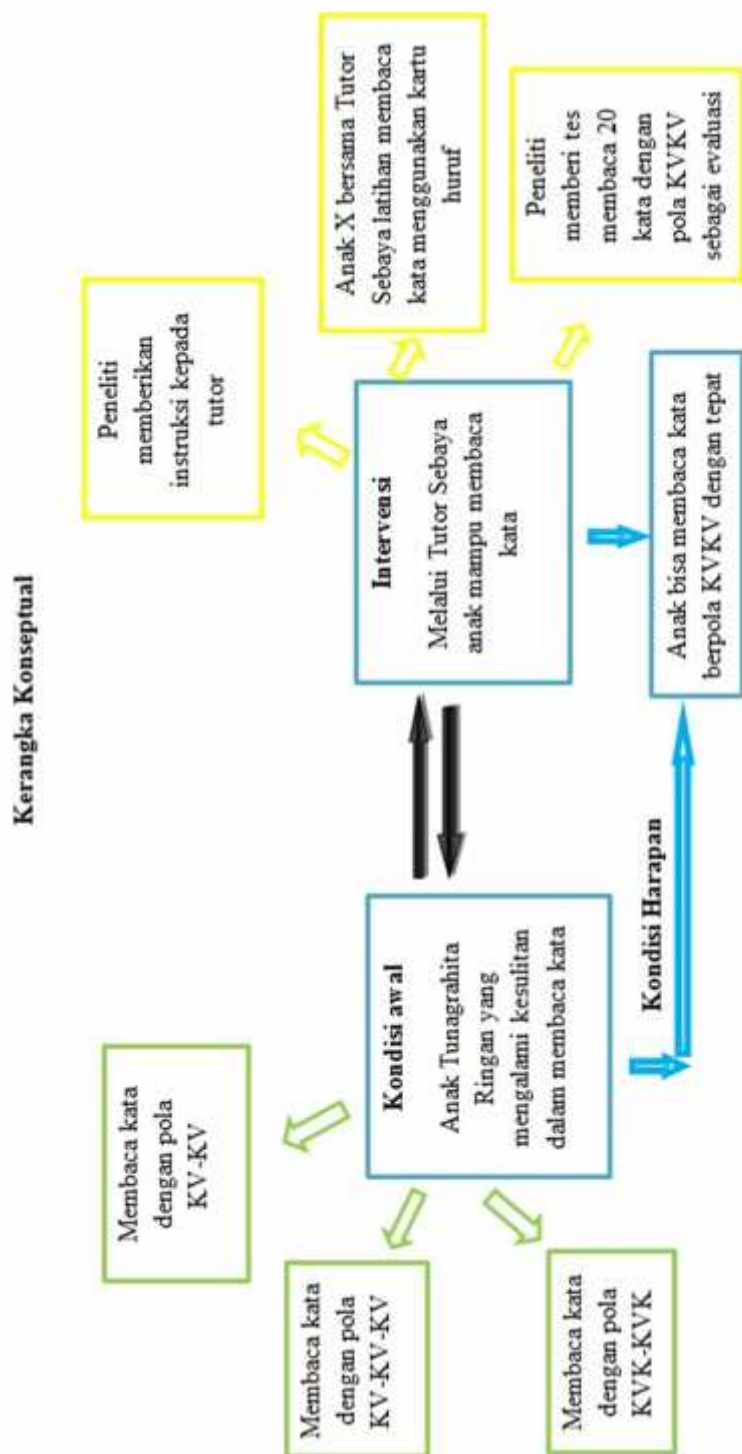 Kerangka Konseptual
Membaca kata
dengan pola
KV-KV
Membaca kata
dengan pola
KV-KV-KV
Membaca kata
dengan pola
KVK-KVK
Kondisi awal
Anak Tunagrahita
Ringan yang
mengalami kesulitan
dalam membaca kata
Intervensi
Melalui Tutor Sebaya
anak mampu membaca
kata
Peneliti
memberikan
instruksi kepada
tutor
Anak X bersama Tutor
Sebaya latihan membaca
kata menggunakan kartu
huruf
Peneliti
memberi tes
membaca 20
kata dengan
pola KVKV
sebagai evaluasi
Kondisi Harapan
Anak bisa membaca kata
berpola KVKV dengan tepat